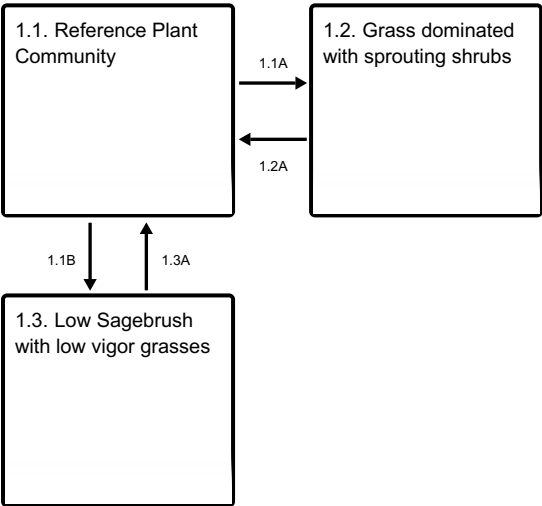 1.1. Reference Plant
Community
1.1A
1.2. Grass dominated
with sprouting shrubs
1.2A
1.1B
1.3A
1.3. Low Sagebrush
with low vigor grasses